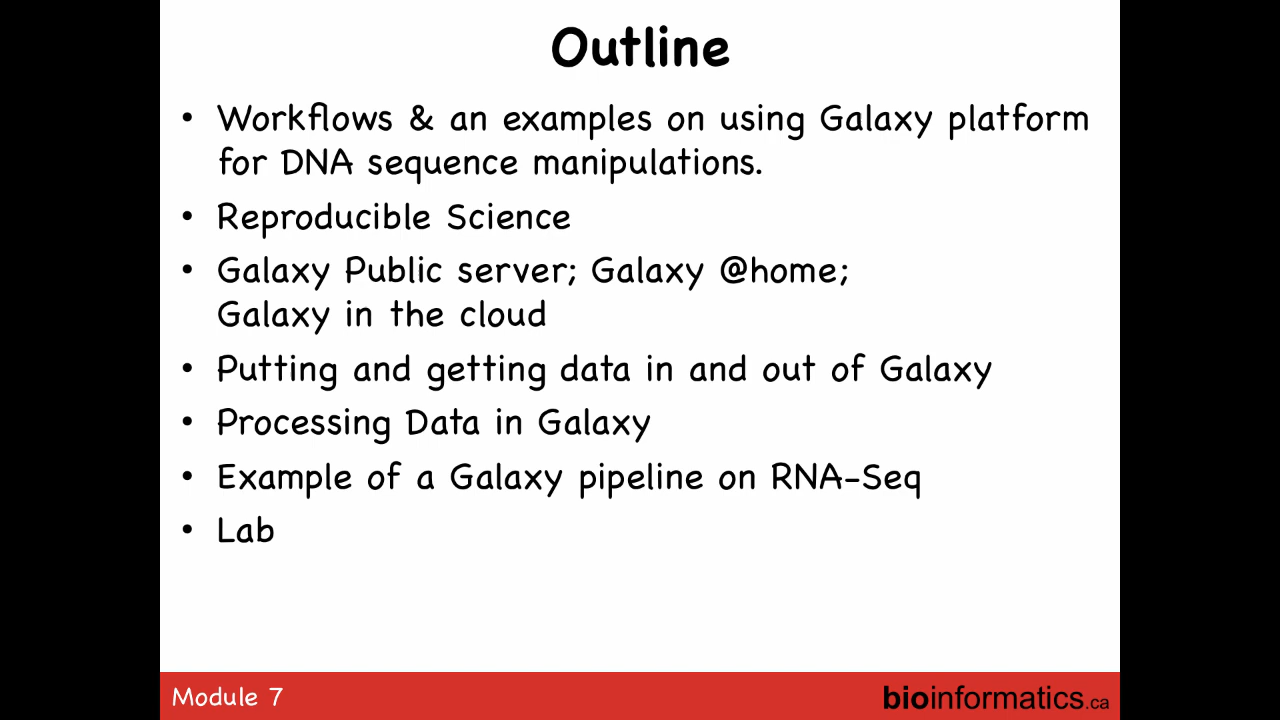 Outline
• Workflows & an examples on using Galaxy platform
for DNA sequence manipulations.
• Reproducible Science
• Galaxy Public server; Galaxy @home;
Galaxy in the cloud
• Putting and getting data in and out of Galaxy
• Processing Data in Galaxy
• Example of a Galaxy pipeline on RNA-Seq
• Lab
Module 7
bioinformatics.ca